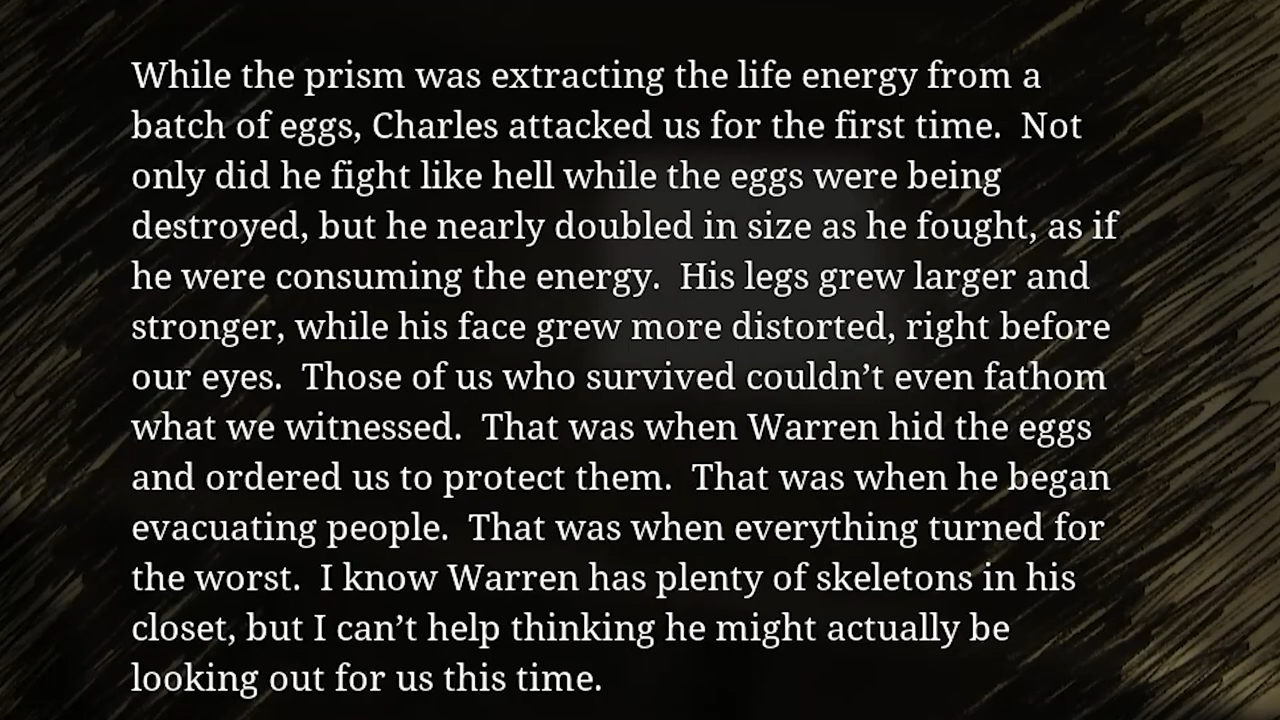 While the prism was extracting the life energy from a
batch of eggs, Charles attacked us for the first time.  Not
only did he fight like hell while the eggs were being
destroyed, but he nearly doubled in size as he fought, as if
he were consuming the energy.  His legs grew larger and
stronger, while his face grew more distorted, right before
our eyes.  Those of us who survived couldn’t even fathom
what we witnessed.  That was when Warren hid the eggs
and ordered us to protect them.  That was when he began
evacuating people.  That was when everything turned for
the worst.  I know Warren has plenty of skeletons in his
closet, but I can’t help thinking he might actually be
looking out for us this time.